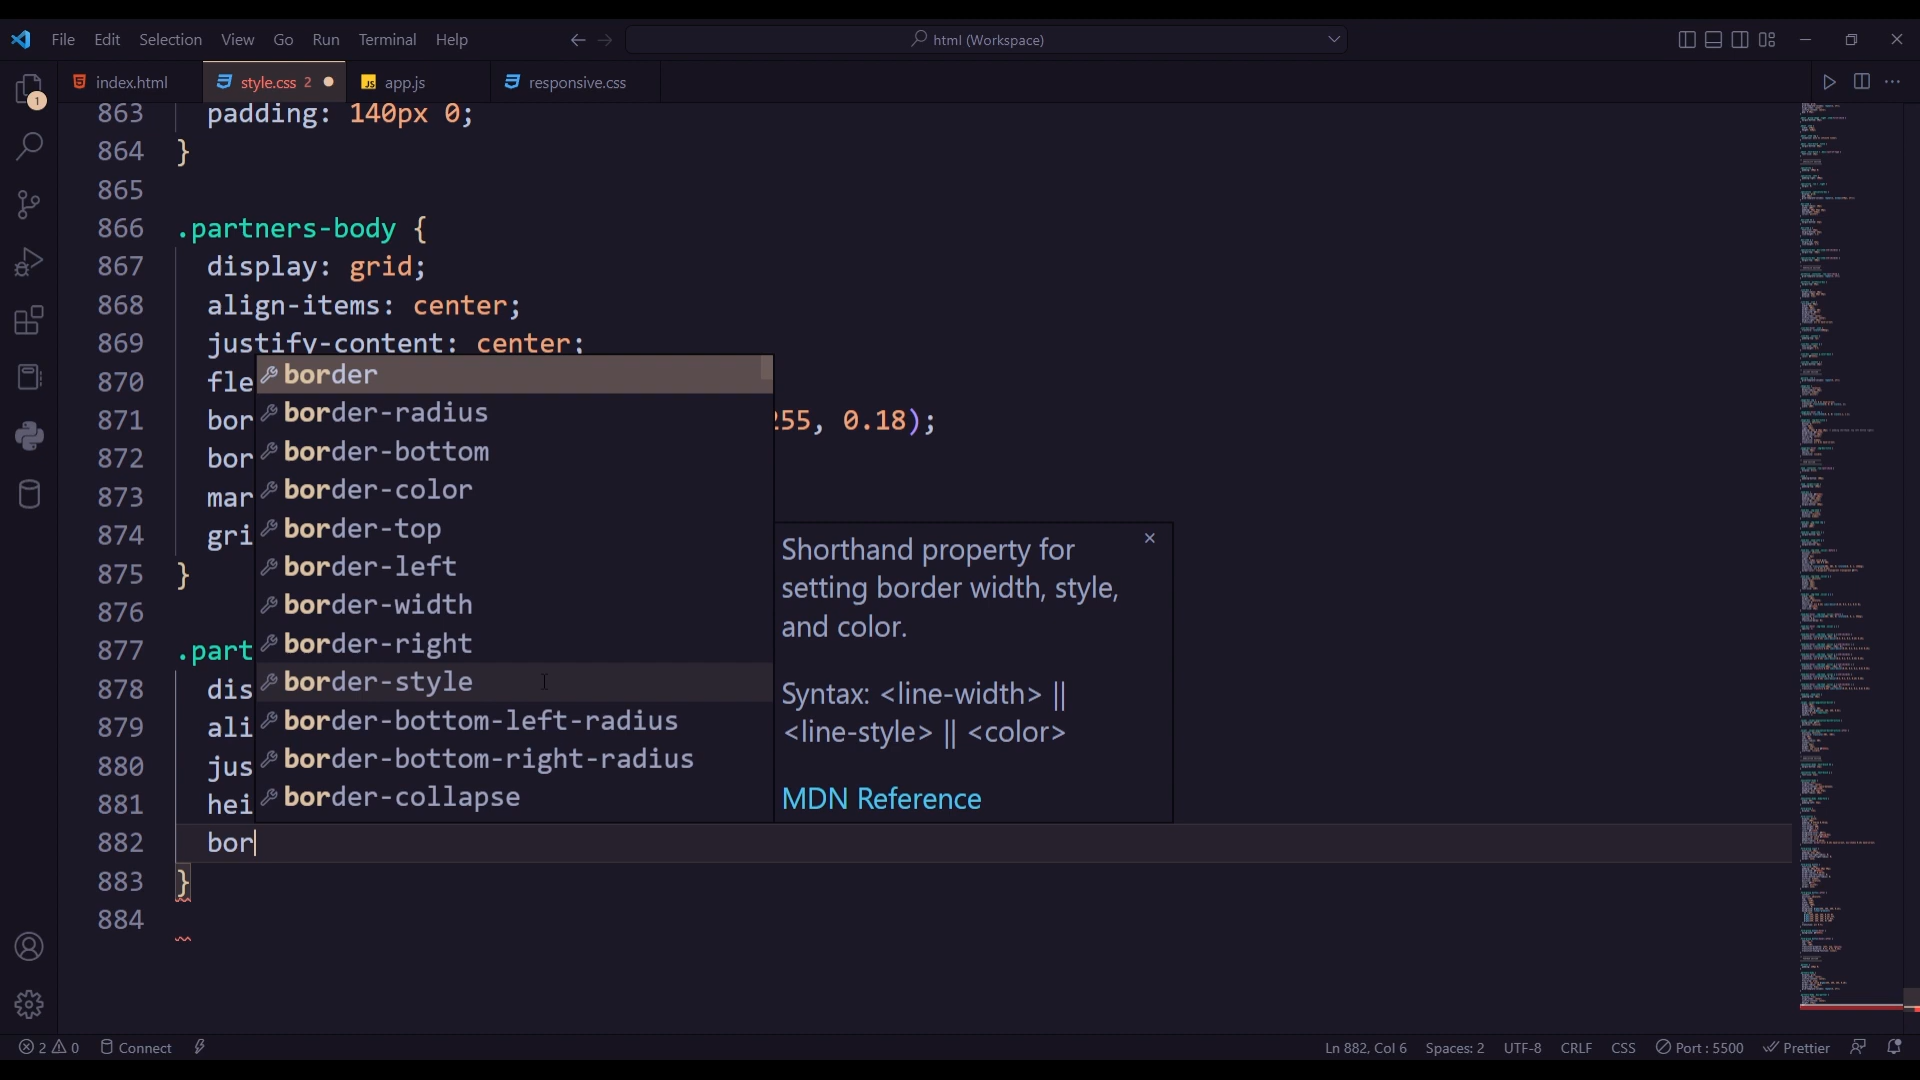 File Edit Selection View Go Run Terminal Help
html (Workspace)
index.html style.css 2 app.js responsive.css
1
863 padding: 140px 0;
864 }
865
866 .partners-body {
867 display: grid;
868 align-items: center;
869 justify-content: center;
870 fle
871 bor 255, 0.18);
872 bor
873 mar
874 gri
875 }
876
877 .part
878 dis
879 ali
880 jus
881 hei
882 bor
883 }
884
border
border-radius
border-bottom
border-color
border-top
border-left
border-width
border-right
border-style
border-bottom-left-radius
border-bottom-right-radius
border-collapse
Shorthand property for
setting border width, style,
and color.
Syntax: <line-width> ||
<line-style> || <color>
MDN Reference
2 0 Connect Ln 882, Col 6 Spaces: 2 UTF-8 CRLF CSS Port : 5500 Prettier